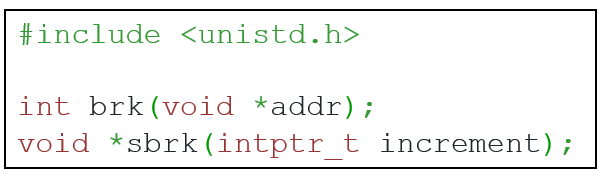 #include <unistd.h>
int brk(void *addr);
void *sbrk(intptr_t increment);